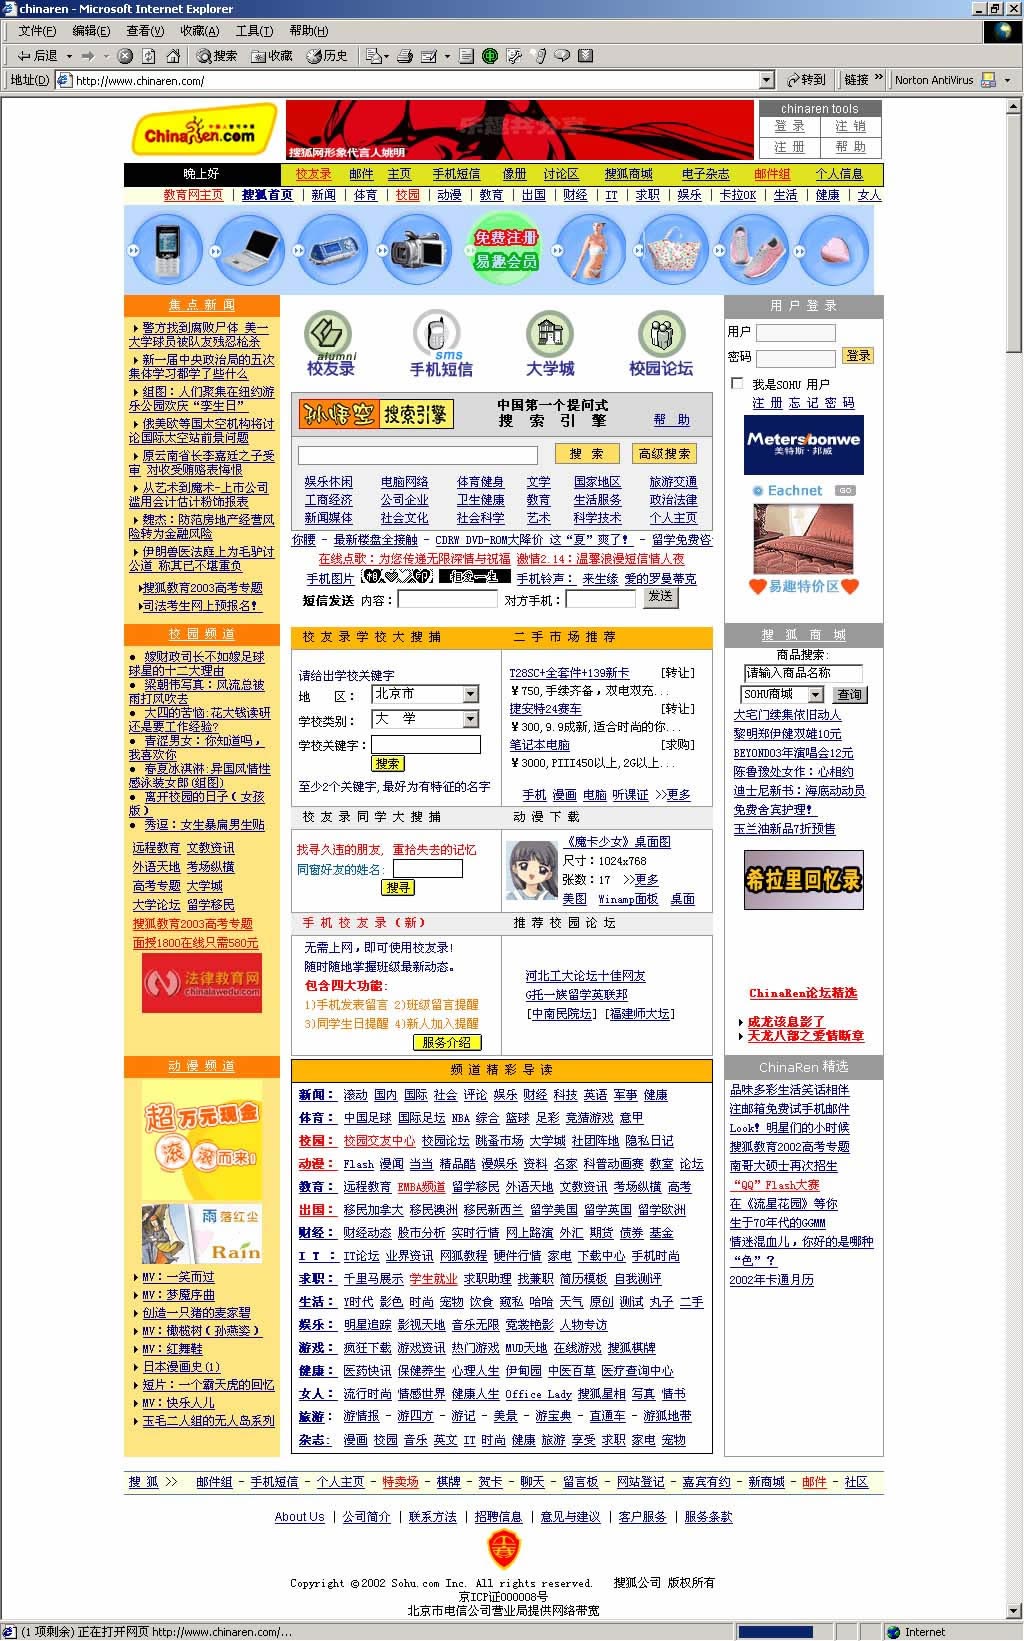 chinaren - Microsoft Internet Explorer
文件(F) 编辑(E) 查看(V) 收藏(A) 工具(T) 帮助(H)
后退 搜索 收藏 历史
地址(D) http://www.chinaren.com/ 转到 链接 » Norton AntiVirus
ChinaRen.com
搜狐网形象代言人姚明
chinaren tools
登 录 注 销
注 册 帮 助
晚上好 校友录 邮件 主页 手机短信 像册 讨论区 搜狐商城 电子杂志 邮件组 个人信息
教育网主页 | 搜狐首页 | 新闻 | 体育 | 校园 | 动漫 | 教育 | 出国 | 财经 | IT | 求职 | 娱乐 | 卡拉OK | 生活 | 健康 | 女人
免费注册
易趣会员
焦 点 新 闻
警方找到腐败尸体 美一
大学球员被队友残忍枪杀
新一届中央政治局的五次
集体学习都学了些什么
组图：人们聚集在纽约游
乐公园欢庆“孪生日”
俄美欧等国太空机构将讨
论国际太空站前景问题
原云南省长李嘉廷之子受
审 对收受贿赂表悔恨
从艺术到魔术-上市公司
滥用会计估计粉饰报表
魏杰：防范房地产经营风
险转为金融风险
伊朗兽医法庭上为毛驴讨
公道 称其已不堪重负
搜狐教育2003高考专题
司法考生网上预报名！
校 园 频 道
嫁财政司长不如嫁足球
球星的十二大理由
梁朝伟写真：风流总被
雨打风吹去
大四的苦恼:花大钱读研
还是要工作经验?
青涩男女：你知道吗，
我喜欢你
春夏冰淇淋:异国风情性
感泳装女郎(组图)
离开校园的日子（女孩
版）
秀逗：女生暴扁男生贴
远程教育 文教资讯
外语天地 考场纵横
高考专题 大学城
大学论坛 留学移民
搜狐教育2003高考专题
面授1800在线只需580元
法律教育网
chinalawedu.com
动 漫 频 道
超万元现金
滚滚而来!
雨落红尘
Rain
MV：一笑而过
MV：梦魇序曲
创造一只猪的麦家碧
MV：橄榄树（孙燕姿）
MV：红舞鞋
日本漫画史(1)
短片：一个霸天虎的回忆
MV：快乐人儿
玉毛二人组的无人岛系列
alumni sms
校友录 手机短信 大学城 校园论坛
孙悟空 搜索引擎 中国第一个提问式
搜 索 引 擎 帮 助
搜 索 高级搜索
娱乐休闲 电脑网络 体育健身 文学 国家地区 旅游交通
工商经济 公司企业 卫生健康 教育 生活服务 政治法律
新闻媒体 社会文化 社会科学 艺术 科学技术 个人主页
你腰 - 最新楼盘全接触 - CDRW DVD-ROM大降价 这“夏”爽了! - 留学免费咨
在线点歌：为您传递无限深情与祝福 激情2.14：温馨浪漫短信情人夜
手机图片 相爱一生 手机铃声： 来生缘 爱的罗曼蒂克
短信发送 内容： 对方手机： 发送
校 友 录 学 校 大 搜 捕 二 手 市 场 推 荐
请给出学校关键字
地 区： 北京市
学校类别： 大 学
学校关键字：
搜索
至少2个关键字,最好为有特征的名字
T28SC+全套件+139新卡 [转让]
￥750,手续齐备，双电双充...
捷安特24赛车 [转让]
￥300,9.9成新,适合时尚的你...
笔记本电脑 [求购]
￥3000,PIII450以上,2G以上...
手机 漫画 电脑 听课证 >>更多
校 友 录 同 学 大 搜 捕 动 漫 下 载
找寻久违的朋友, 重拾失去的记忆
同窗好友的姓名:
搜寻
《魔卡少女》桌面图
尺寸：1024x768
张数：17 >>更多
美图 Winamp面板 桌面
手 机 校 友 录 （ 新 ） 推 荐 校 园 论 坛
无需上网，即可使用校友录!
随时随地掌握班级最新动态。
包含四大功能:
1)手机发表留言 2)班级留言提醒
3)同学生日提醒 4)新人加入提醒
服务介绍
河北工大论坛十佳网友
G托一族留学英联邦
[中南民院坛] [福建师大坛]
频 道 精 彩 导 读
新闻： 滚动 国内 国际 社会 评论 娱乐 财经 科技 英语 军事 健康
体育： 中国足球 国际足坛 NBA 综合 篮球 足彩 竞猜游戏 意甲
校园： 校园交友中心 校园论坛 跳蚤市场 大学城 社团阵地 隐私日记
动漫： Flash 漫闻 当当 精品酷 漫娱乐 资料 名家 科普动画赛 教室 论坛
教育： 远程教育 EMBA频道 留学移民 外语天地 文教资讯 考场纵横 高考
出国： 移民加拿大 移民澳洲 移民新西兰 留学美国 留学英国 留学欧洲
财经： 财经动态 股市分析 实时行情 网上路演 外汇 期货 债券 基金
I T ： IT论坛 业界资讯 网狐教程 硬件行情 家电 下载中心 手机时尚
求职： 千里马展示 学生就业 求职助理 找兼职 简历模板 自我测评
生活： Y时代 影色 时尚 宠物 饮食 窥私 哈哈 天气 原创 测试 丸子 二手
娱乐： 明星追踪 影视天地 音乐无限 霓裳艳影 人物专访
游戏： 疯狂下载 游戏资讯 热门游戏 MUD天地 在线游戏 搜狐棋牌
健康： 医药快讯 保健养生 心理人生 伊甸园 中医百草 医疗查询中心
女人： 流行时尚 情感世界 健康人生 Office Lady 搜狐星相 写真 情书
旅游： 游情报 - 游四方 - 游记 - 美景 - 游宝典 - 直通车 - 游狐地带
杂志: 漫画 校园 音乐 英文 IT 时尚 健康 旅游 享受 求职 家电 宠物
用 户 登 录
用户
密码 登录
我是SOHU 用户
注 册 忘 记 密 码
Meters/bonwe
美特斯·邦威
Eachnet GO
易趣特价区
搜 狐 商 城
商品搜索:
请输入商品名称
SOHU商城 查询
大宅门续集依旧动人
黎明郑伊健双雄10元
BEYOND03年演唱会12元
陈鲁豫处女作：心相约
迪士尼新书：海底动动员
免费舍宾护理！
玉兰油新品7折预售
希拉里回忆录
ChinaRen论坛精选
成龙该息影了
天龙八部之爱情断章
ChinaRen 精选
品味多彩生活笑话相伴
注邮箱免费试手机邮件
Look! 明星们的小时候
搜狐教育2002高考专题
南哥大硕士再次招生
“QQ”Flash大赛
在《流星花园》等你
生于70年代的GGMM
情迷混血儿，你好的是哪种
“色”?
2002年卡通月历
搜 狐 >> 邮件组 - 手机短信 - 个人主页 - 特卖场 - 棋牌 - 贺卡 - 聊天 - 留言板 - 网站登记 - 嘉宾有约 - 新商城 - 邮件 - 社区
About Us | 公司简介 | 联系方法 | 招聘信息 | 意见与建议 | 客户服务 | 服务条款
Copyright ©2002 Sohu.com Inc. All rights reserved. 搜狐公司 版权所有
京ICP证000008号
北京市电信公司营业局提供网络带宽
(1 项剩余) 正在打开网页 http://www.chinaren.com/... Internet